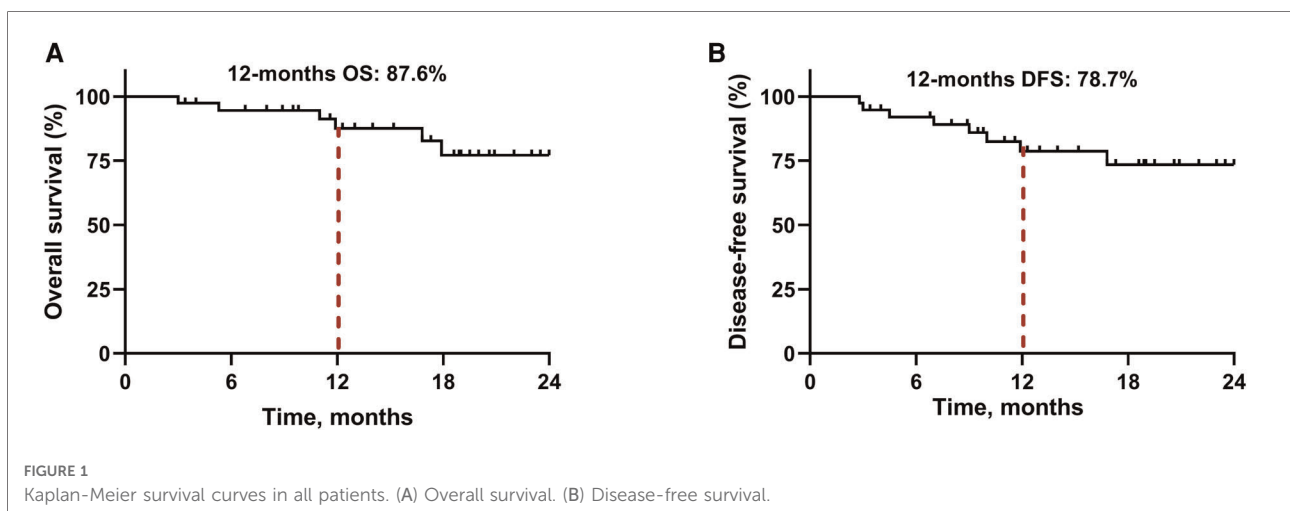 A
12-months OS: 87.6%
Overall survival (%)
100
75
50
25
0
0 6 12 18 24
Time, months
B
12-months DFS: 78.7%
Disease-free survival (%)
100
75
50
25
0
0 6 12 18 24
Time, months
FIGURE 1
Kaplan-Meier survival curves in all patients. (A) Overall survival. (B) Disease-free survival.